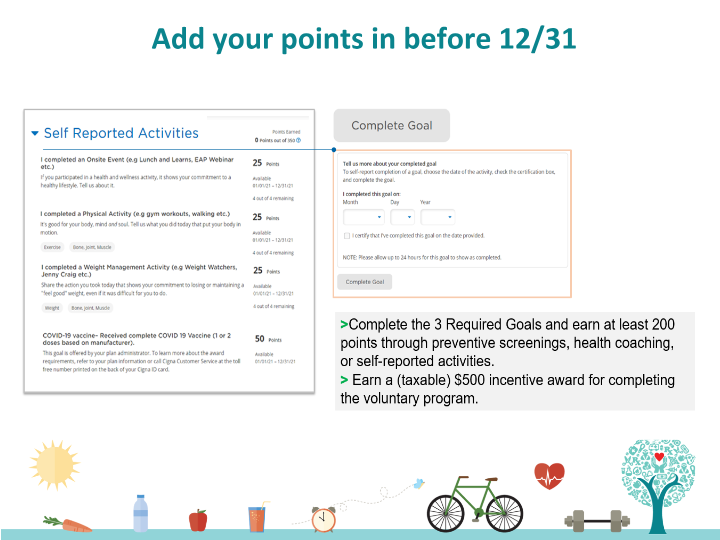 Add your points in before 12/31
Self Reported Activities
Points Earned
0 Points out of 350
I completed an Onsite Event (e.g Lunch and Learns, EAP Webinar
etc.)
25 Points
If you participated in a health and wellness activity, it shows your commitment to a
healthy lifestyle. Tell us about it.
Available
01/01/21 – 12/31/21
4 out of 4 remaining
I completed a Physical Activity (e.g gym workouts, walking etc.)
25 Points
It's good for your body, mind and soul. Tell us what you did today that put your body in
motion.
Available
01/01/21 – 12/31/21
4 out of 4 remaining
Exercise
Bone, Joint, Muscle
I completed a Weight Management Activity (e.g Weight Watchers,
Jenny Craig etc.)
25 Points
Share the action you took today that shows your commitment to losing or maintaining a
"feel good" weight, even if it was difficult for you to do.
Available
01/01/21 – 12/31/21
4 out of 4 remaining
Weight
Bone, Joint, Muscle
COVID-19 vaccine– Received complete COVID 19 Vaccine (1 or 2
doses based on manufacturer).
50 Points
This goal is offered by your plan administrator. To learn more about the award
requirements, refer to your plan information or call Cigna Customer Service at the toll
free number printed on the back of your Cigna ID card.
Available
01/01/21 – 12/31/21
Complete Goal
Tell us more about your completed goal
To self-report completion of a goal, choose the date of the activity, check the certification box,
and complete the goal.
I completed this goal on:
Month Day Year
I certify that I've completed this goal on the date provided.
NOTE: Please allow up to 24 hours for this goal to show as completed.
Complete Goal
>Complete the 3 Required Goals and earn at least 200
points through preventive screenings, health coaching,
or self-reported activities.
> Earn a (taxable) $500 incentive award for completing
the voluntary program.